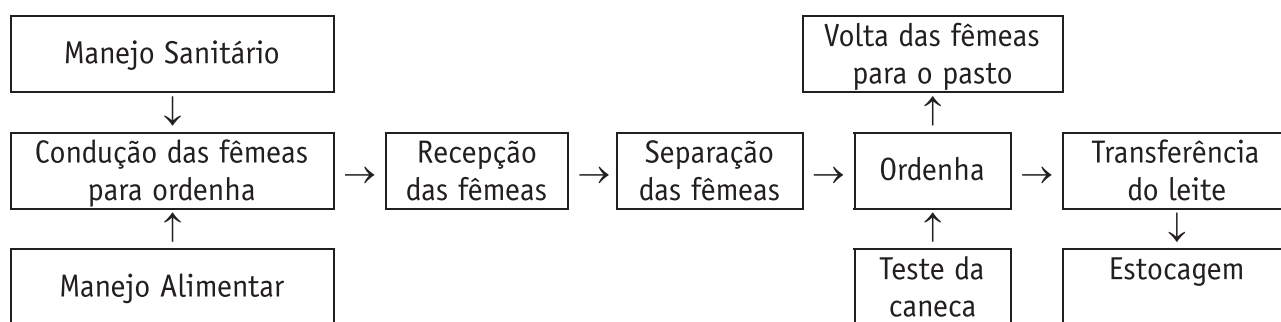 Manejo Sanitário
Volta das fêmeas
para o pasto
Condução das fêmeas
para ordenha
Recepção
das fêmeas
Separação
das fêmeas
Ordenha
Transferência
do leite
Manejo Alimentar
Teste da
caneca
Estocagem